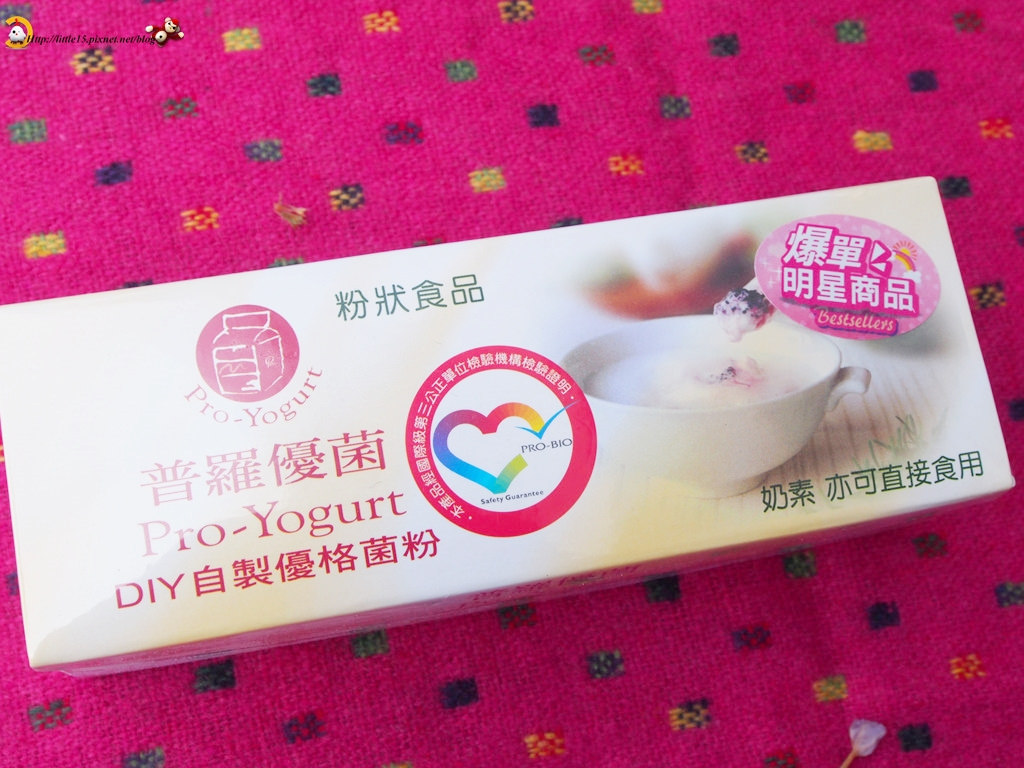 Http://little15.pixnet.net/blog
粉狀食品
爆單
明星商品
Bestsellers
Pro-Yogurt
本產品經國際級第三公正單位檢驗機構檢驗證明
PRO-BIO
Safety Guarantee
普羅優菌
Pro-Yogurt
DIY自製優格菌粉
奶素 亦可直接食用